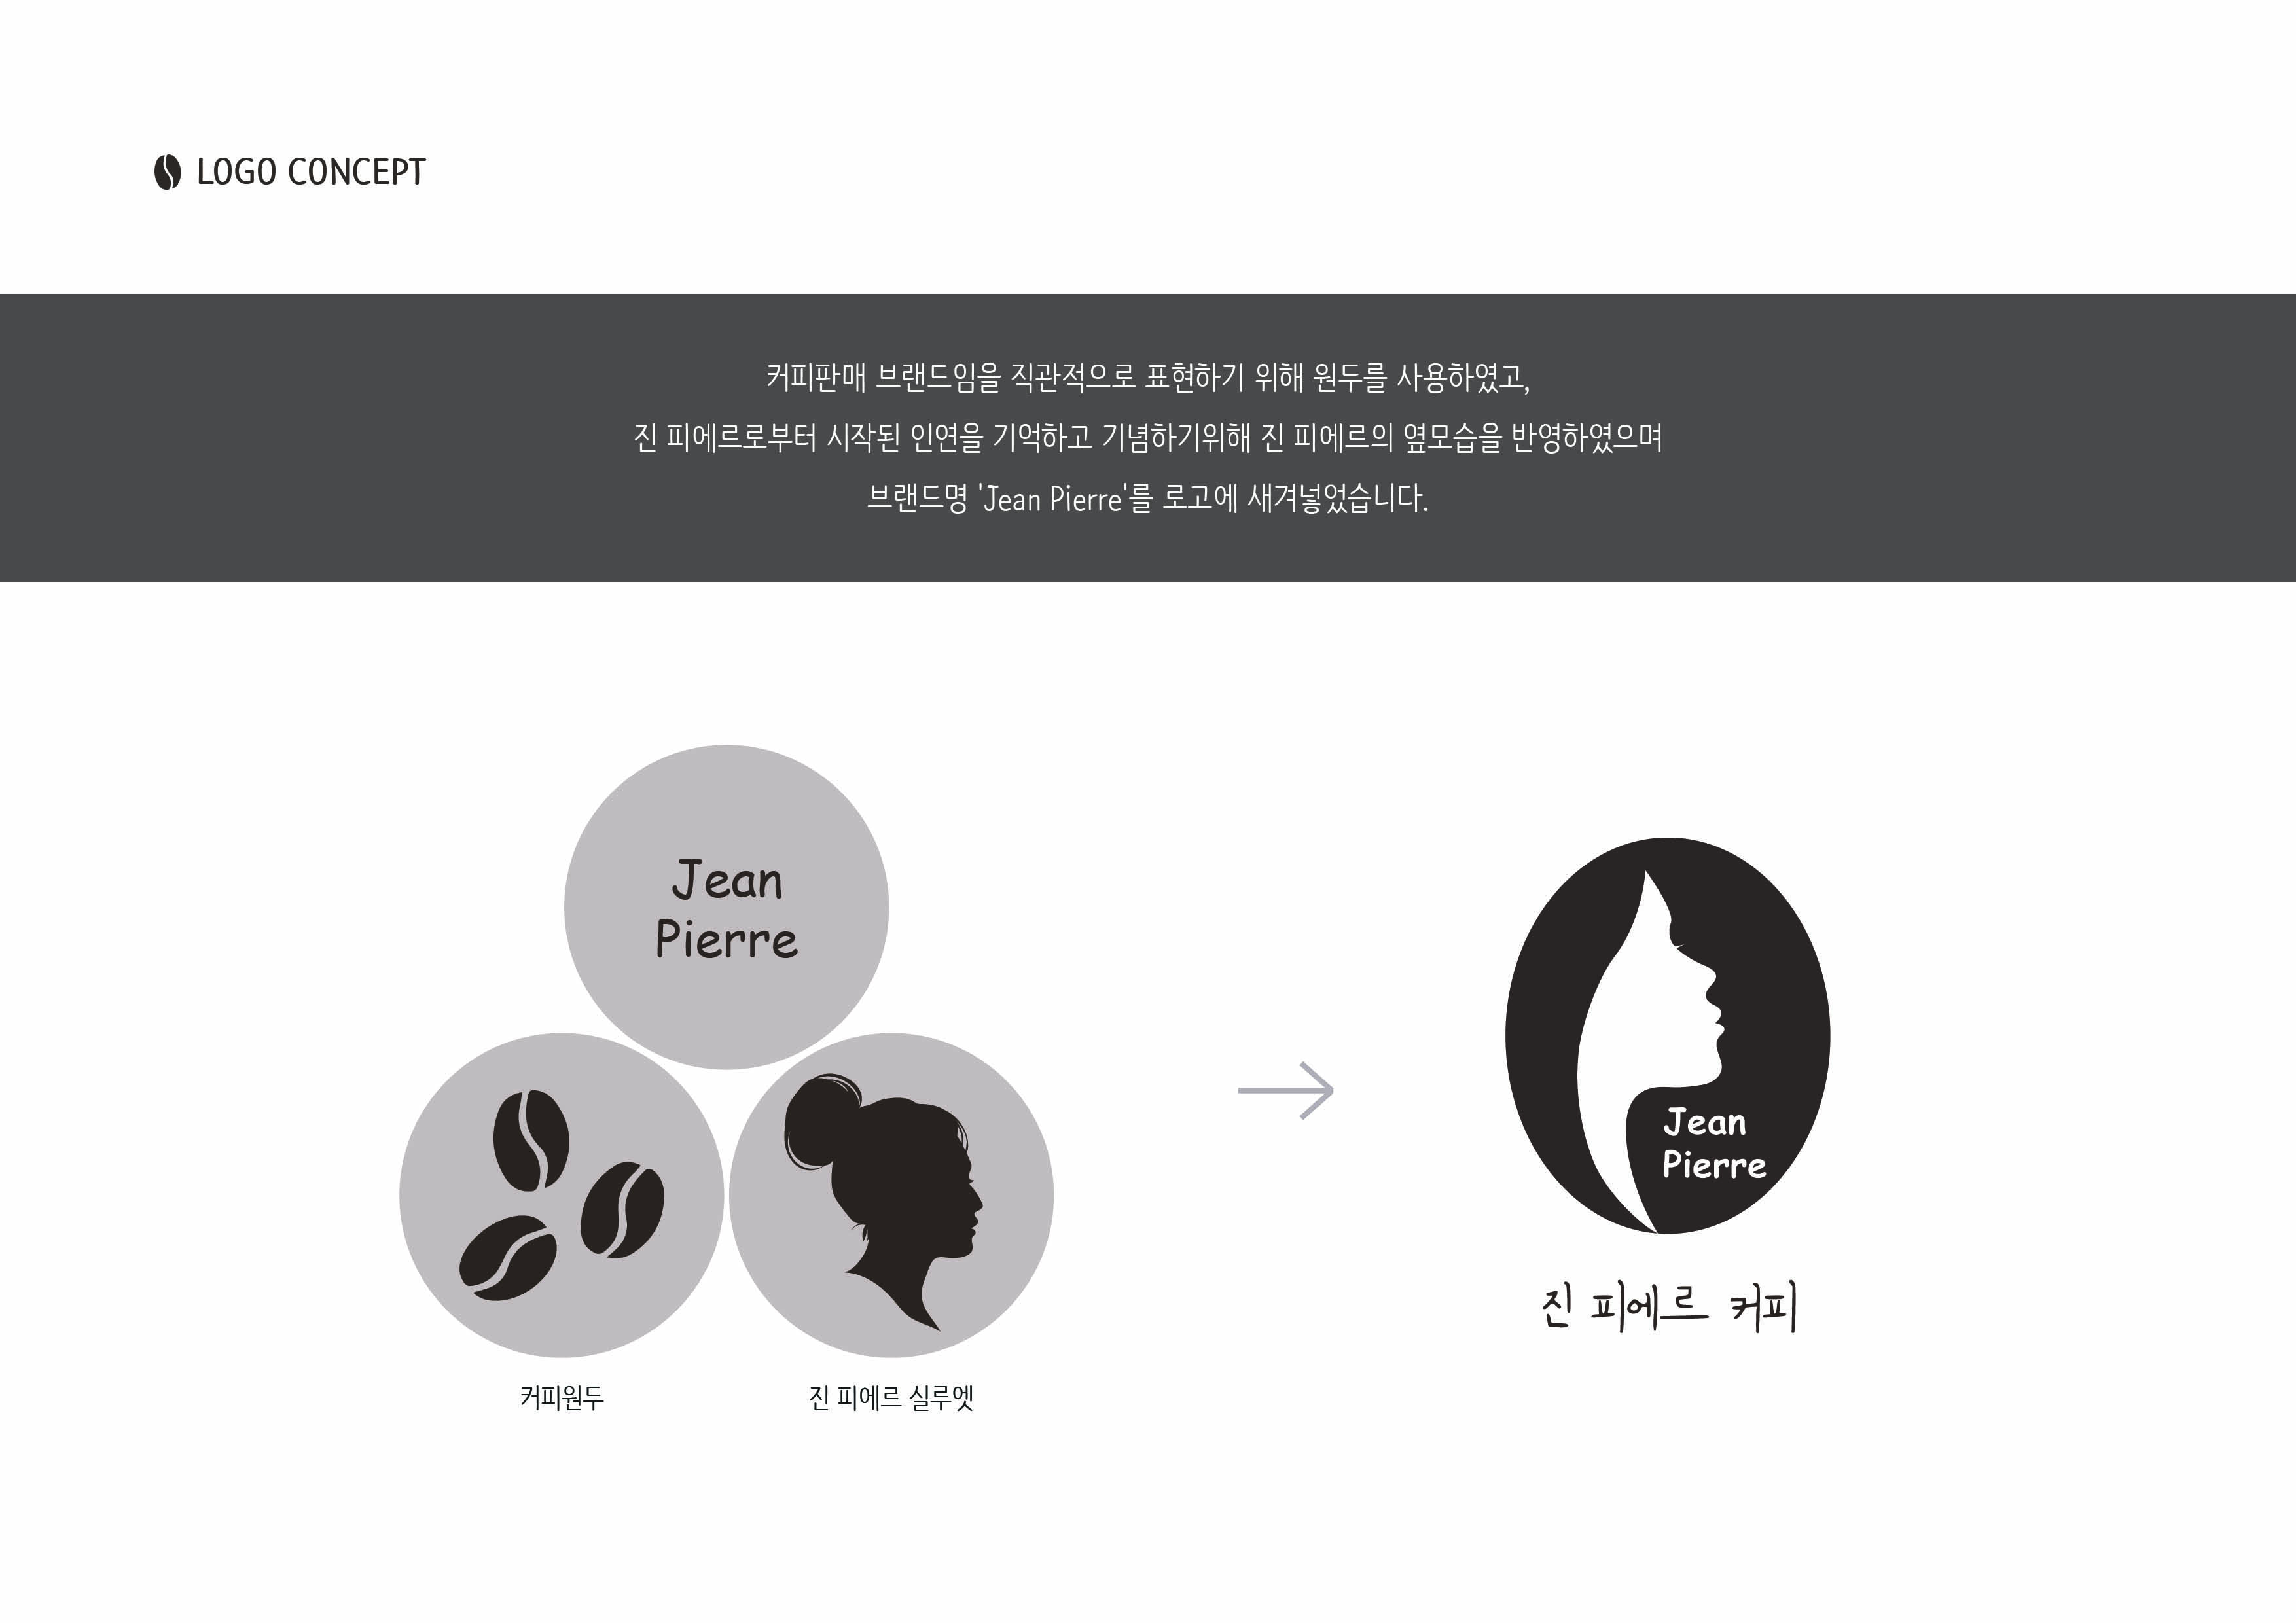 LOGO CONCEPT
커피판매 브랜드임을 직관적으로 표현하기 위해 원두를 사용하였고,
진 피에르로부터 시작된 인연을 기억하고 기념하기위해 진 피에르의 옆모습을 반영하였으며
브랜드명 'Jean Pierre'를 로고에 새겨넣었습니다.
Jean
Pierre
커피원두
진 피에르 실루엣
Jean
Pierre
진 피에르 커피